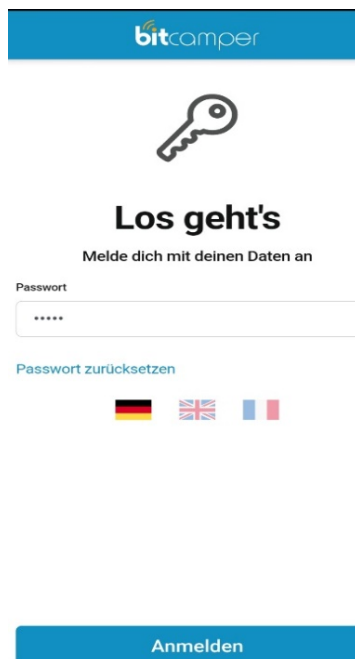 bitcamper
Los geht's
Melde dich mit deinen Daten an
Passwort
•••••
Passwort zurücksetzen
Anmelden